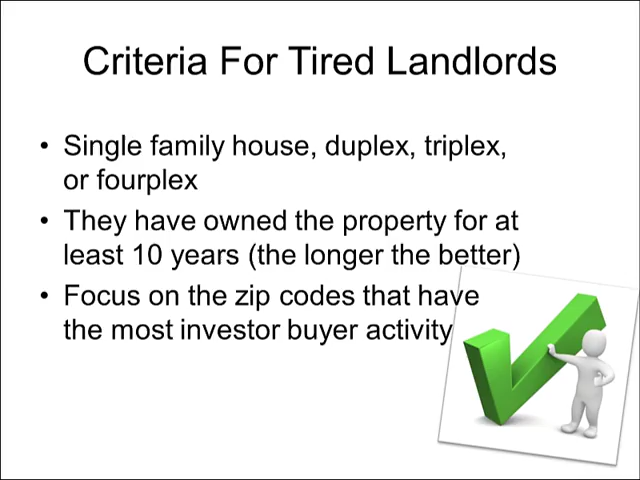 Criteria For Tired Landlords
• Single family house, duplex, triplex,
or fourplex
• They have owned the property for at
least 10 years (the longer the better)
• Focus on the zip codes that have
the most investor buyer activity